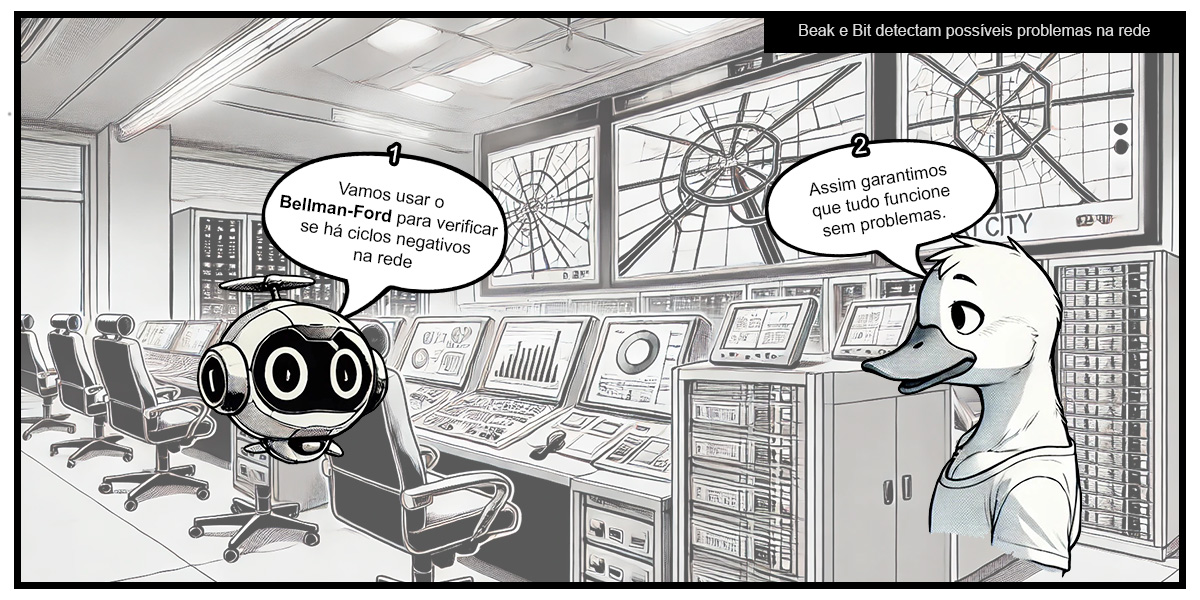 Beak e Bit detectam possíveis problemas na rede
1
Vamos usar o
Bellman-Ford para verificar
se há ciclos negativos
na rede
2
Assim garantimos
que tudo funcione
sem problemas.
CITY